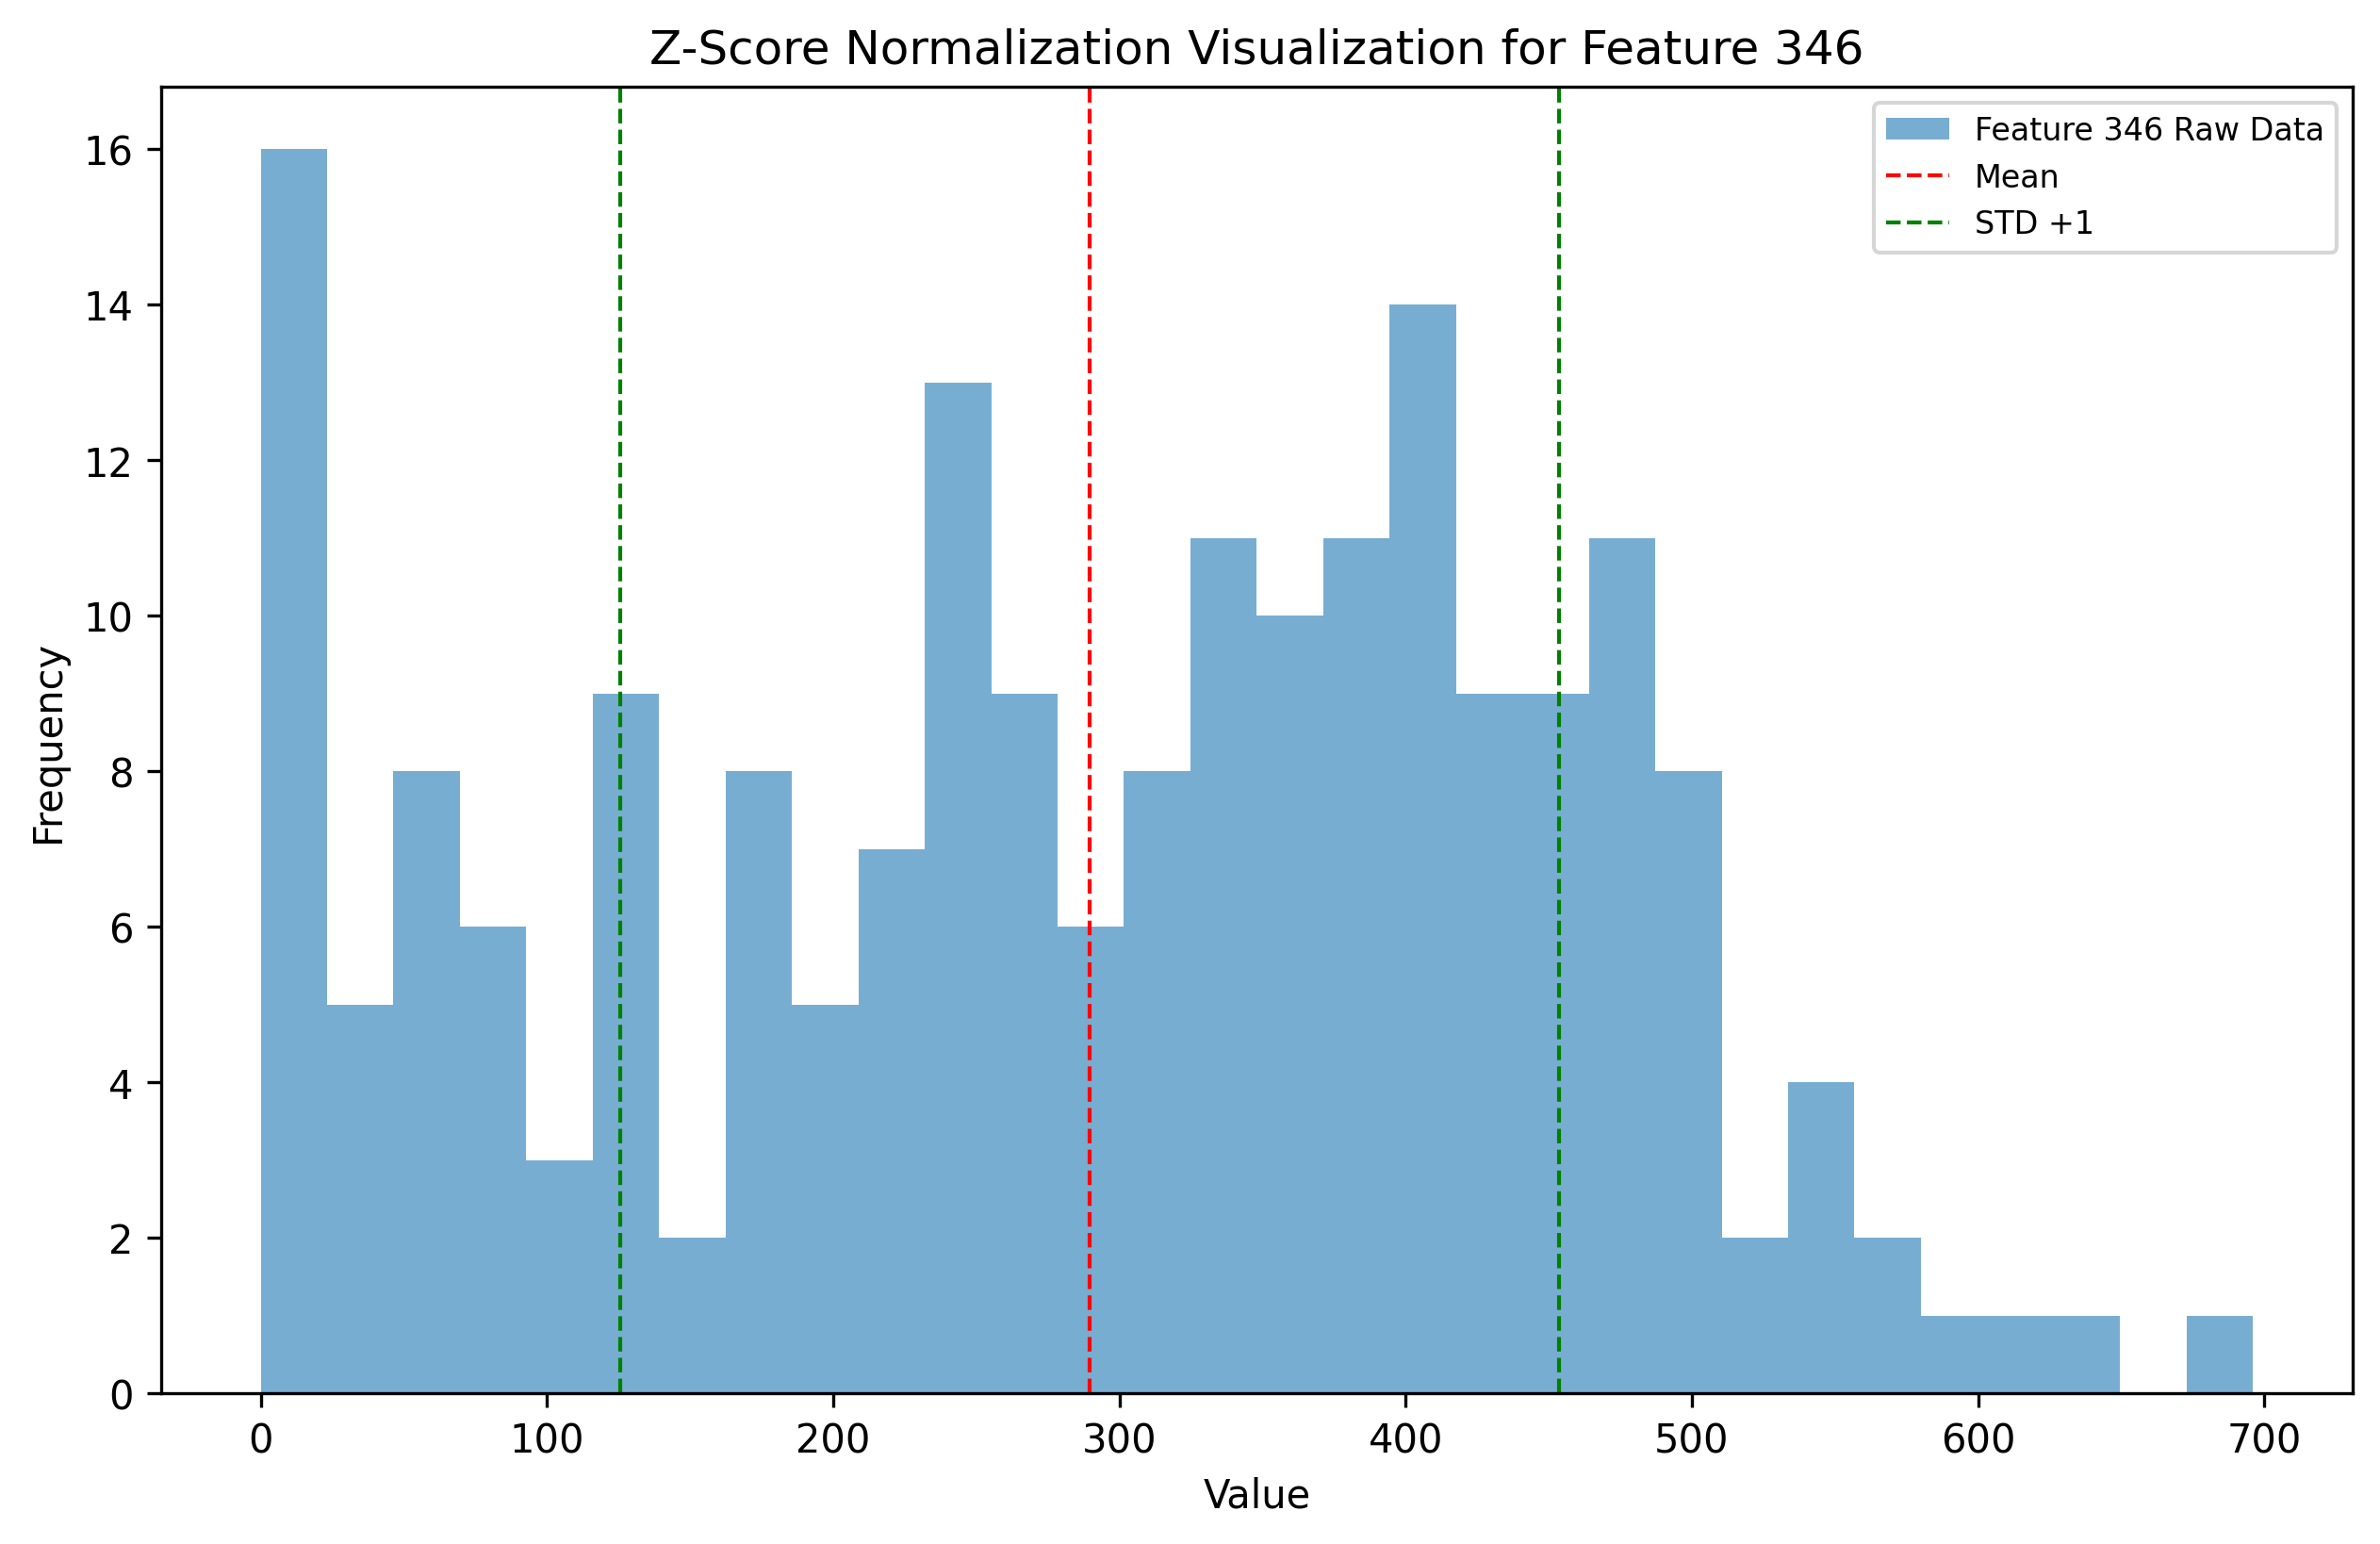 Z-Score Normalization Visualization for Feature 346
Feature 346 Raw Data
Mean
STD +1
16
14
12
10
8
6
4
2
0
Frequency
0 100 200 300 400 500 600 700
Value